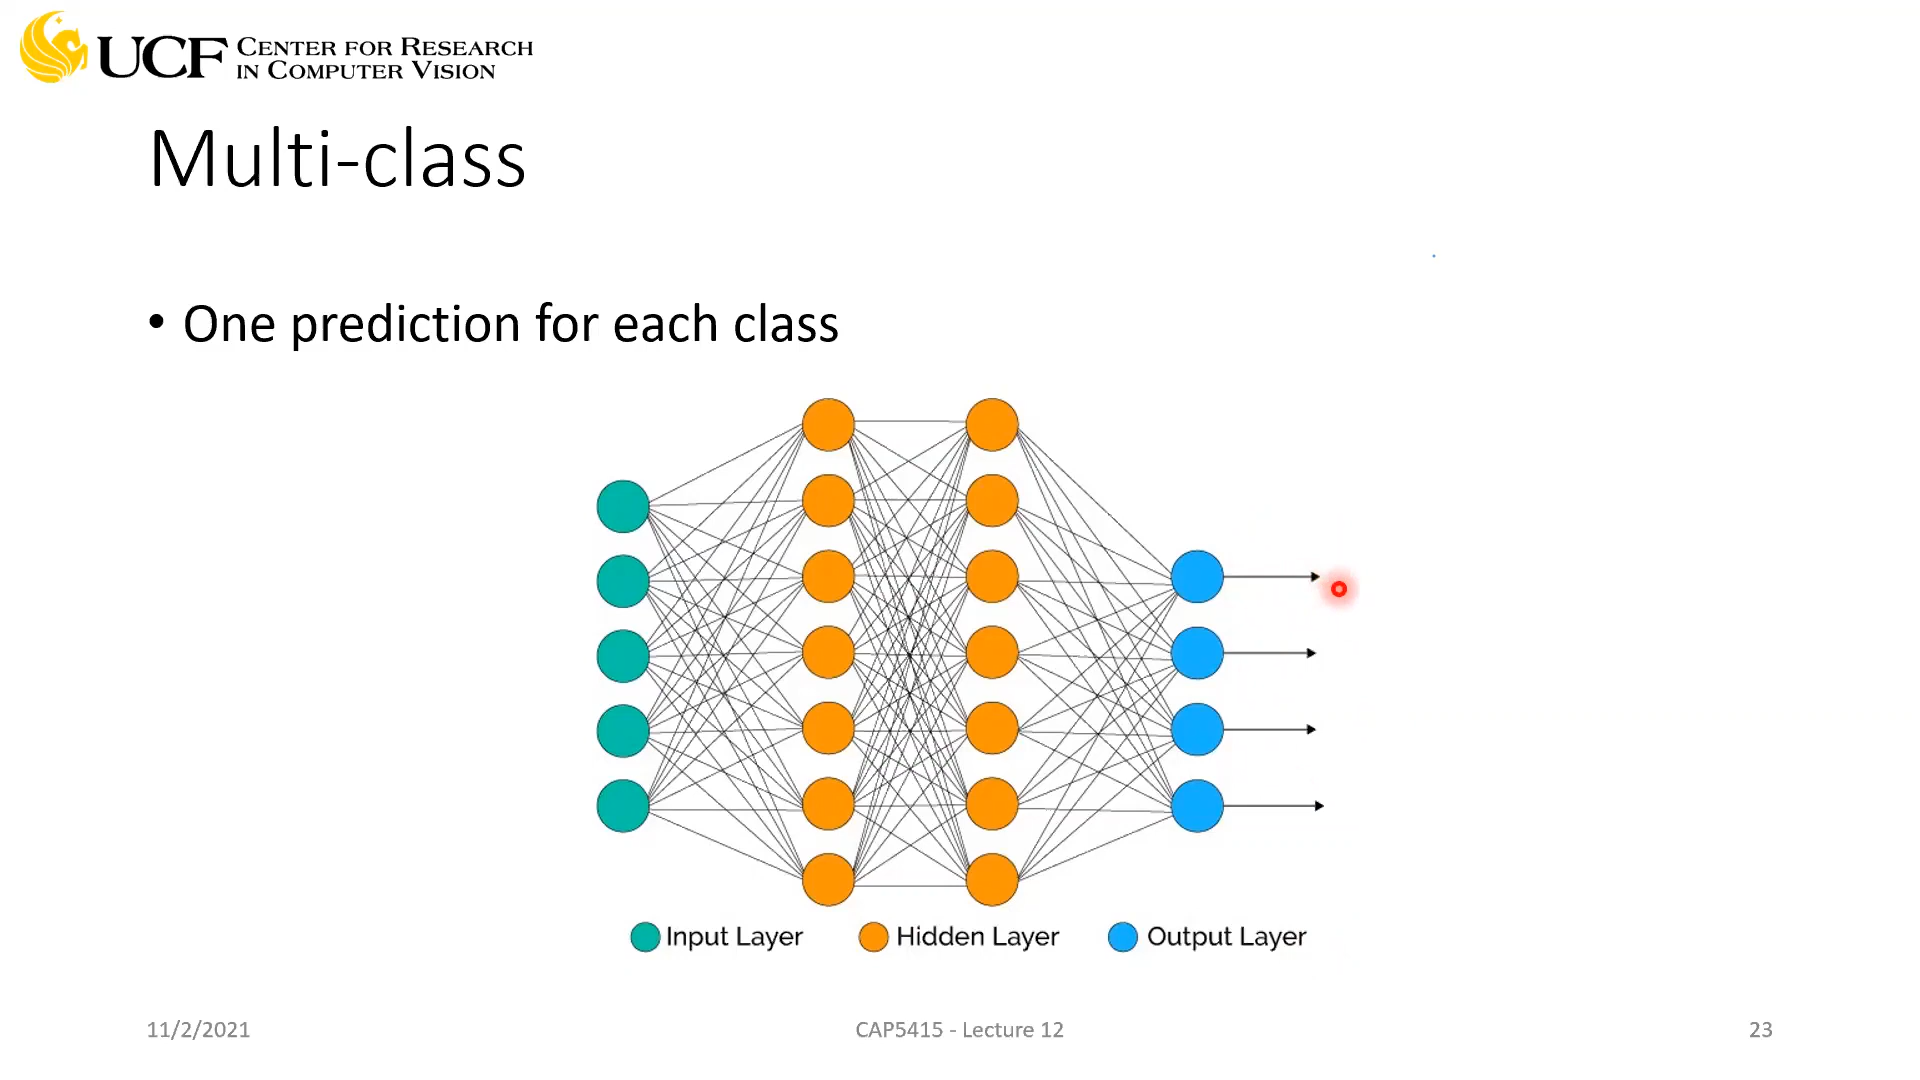 UCF CENTER FOR RESEARCH
IN COMPUTER VISION
Multi-class
• One prediction for each class
Input Layer Hidden Layer Output Layer
11/2/2021 CAP5415 - Lecture 12 23